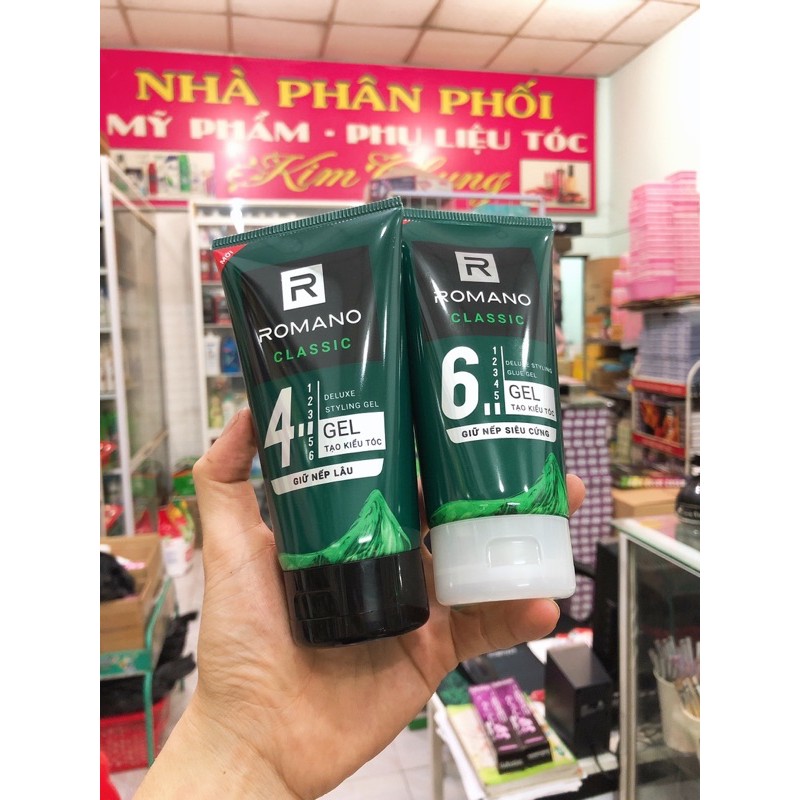 NHÀ PHÂN PHỐI
MỸ PHẨM - PHỤ LIỆU TÓC
Kim Chung
MỚI
R
ROMANO
CLASSIC
4
1
2
3
5
6
DELUXE
STYLING GEL
GEL
TẠO KIỂU TÓC
GIỮ NẾP LÂU
R
ROMANO
CLASSIC
6
1
2
3
4
5
DELUXE STYLING
GLUE GEL
GEL
TẠO KIỂU TÓC
GIỮ NẾP SIÊU CỨNG